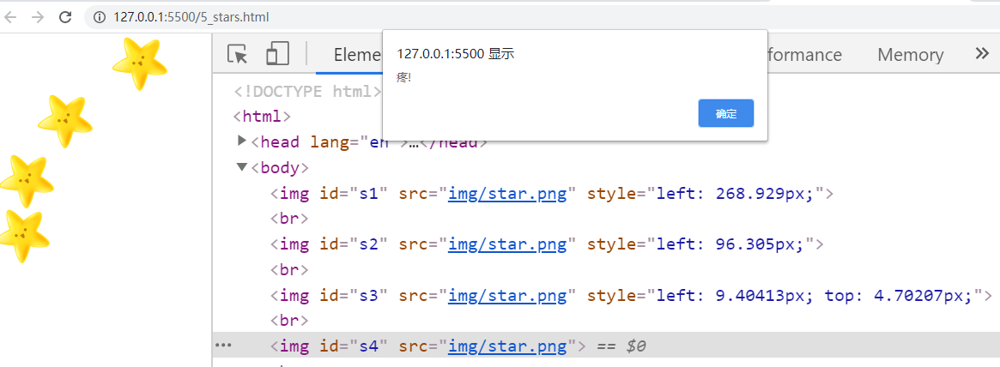 127.0.0.1:5500/5_stars.html
Eleme
formance
Memory
127.0.0.1:5500 显示
疼!
确定
<!DOCTYPE html>
<html>
<head lang="en">…</head>
<body>
<img id="s1" src="img/star.png" style="left: 268.929px;">
<br>
<img id="s2" src="img/star.png" style="left: 96.305px;">
<br>
<img id="s3" src="img/star.png" style="left: 9.40413px; top: 4.70207px;">
<br>
<img id="s4" src="img/star.png"> == $0